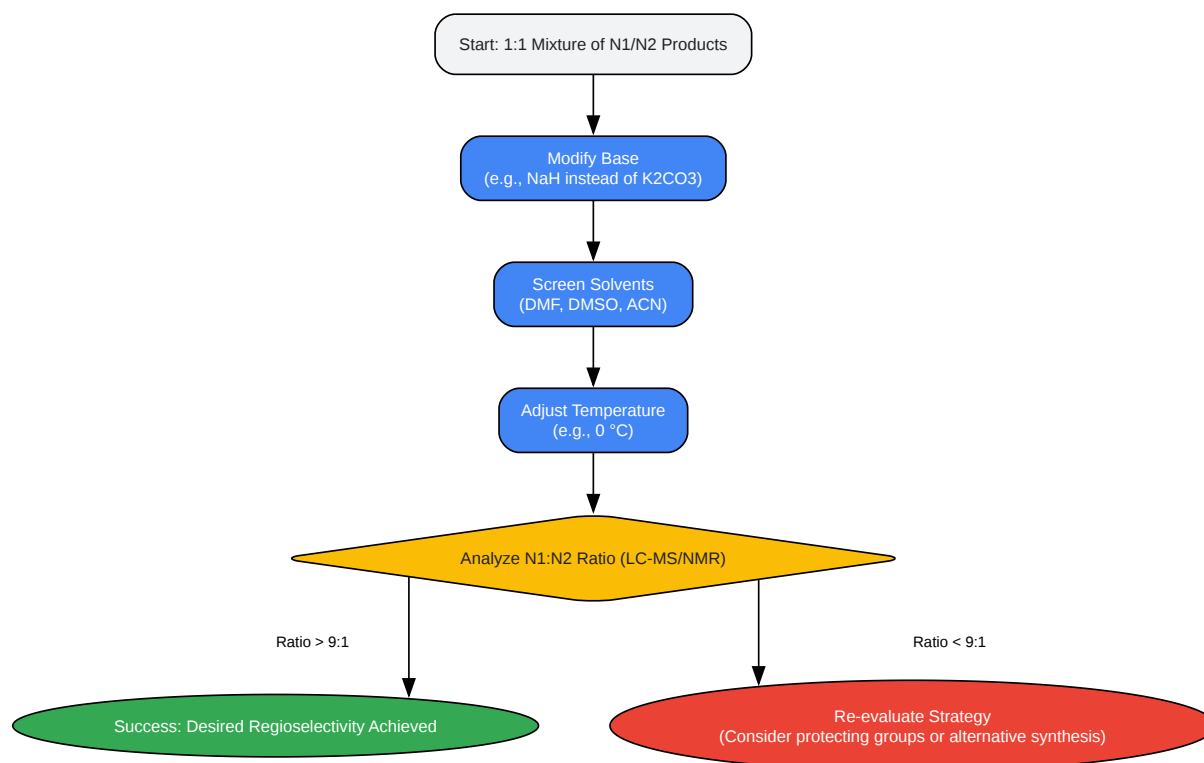 Start: 1:1 Mixture of N1/N2 Products
Modify Base
(e.g., NaH instead of K2CO3)
Screen Solvents
(DMF, DMSO, ACN)
Adjust Temperature
(e.g., 0 °C)
Analyze N1:N2 Ratio (LC-MS/NMR)
Ratio > 9:1
Ratio < 9:1
Success: Desired Regioselectivity Achieved
Re-evaluate Strategy
(Consider protecting groups or alternative synthesis)